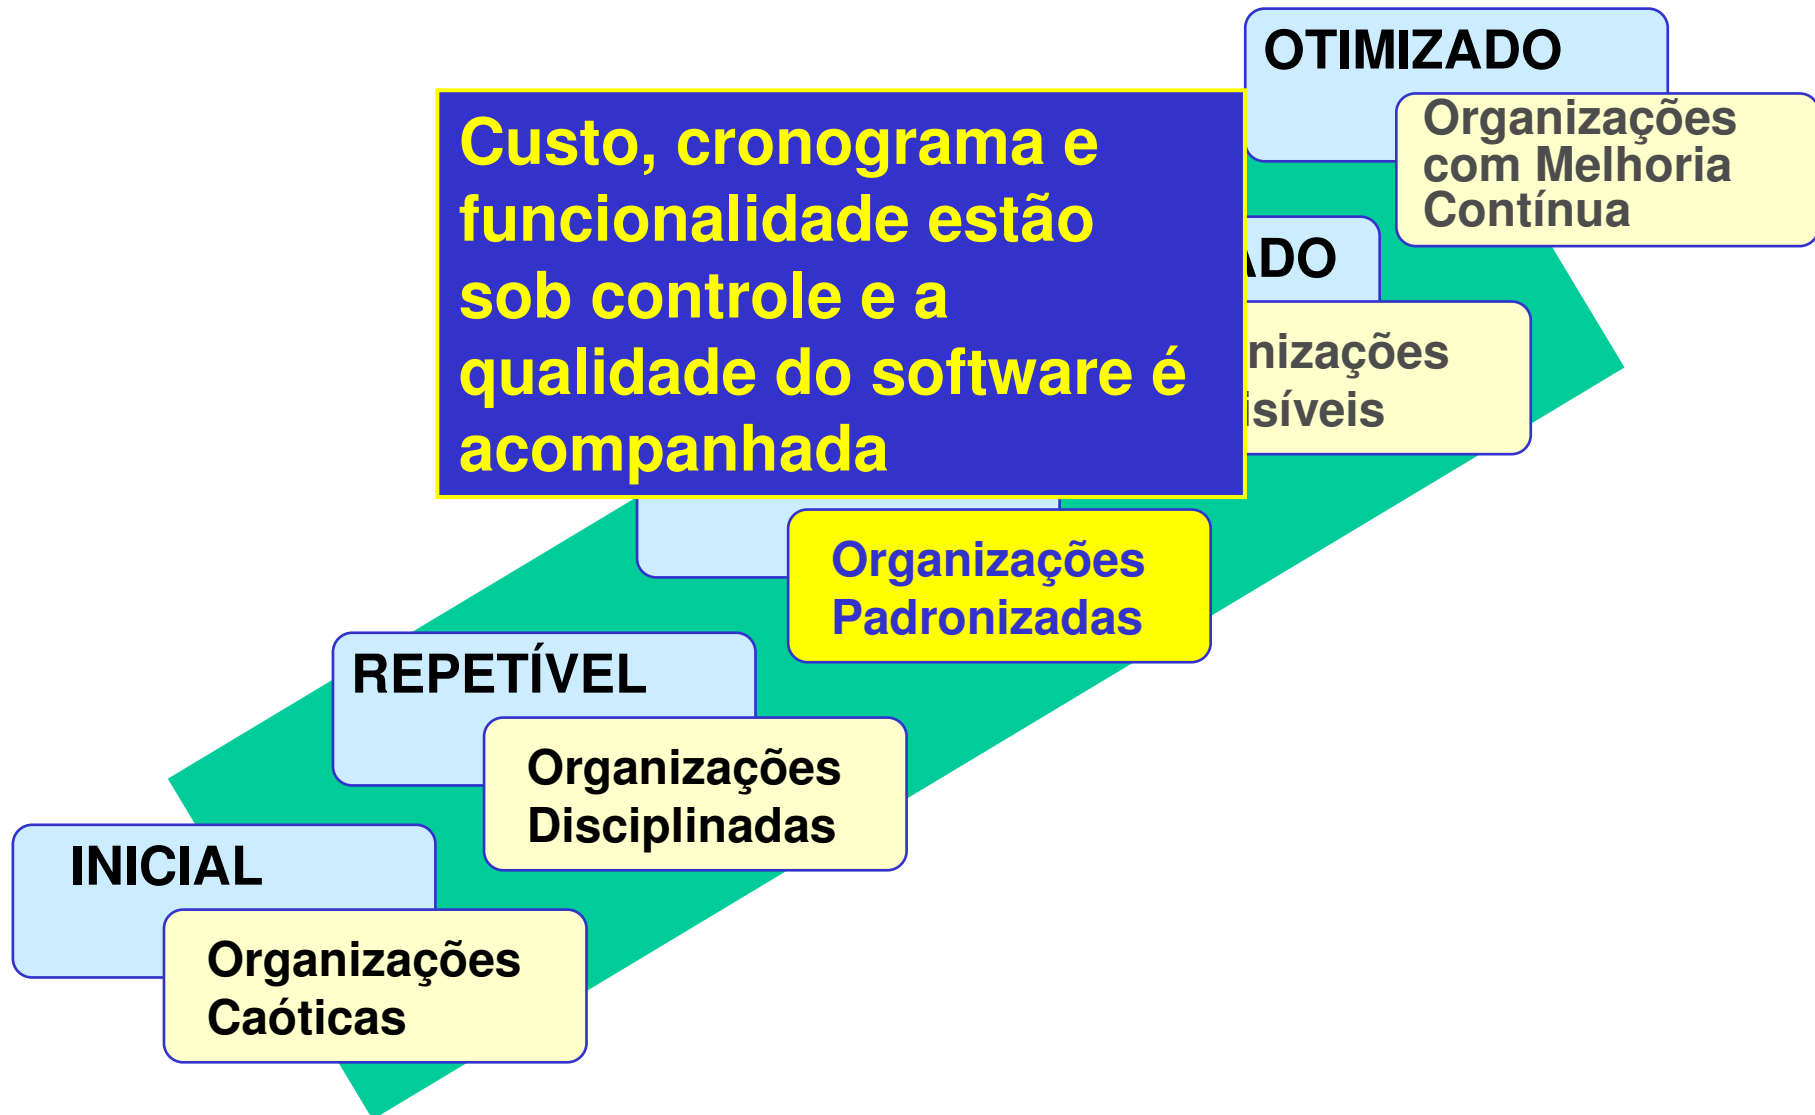 OTIMIZADO
Organizações
com Melhoria
Contínua
Custo, cronograma e
funcionalidade estão
sob controle e a
qualidade do software é
acompanhada
ADO
nizações
isíveis
Organizações
Padronizadas
REPETÍVEL
Organizações
Disciplinadas
INICIAL
Organizações
Caóticas